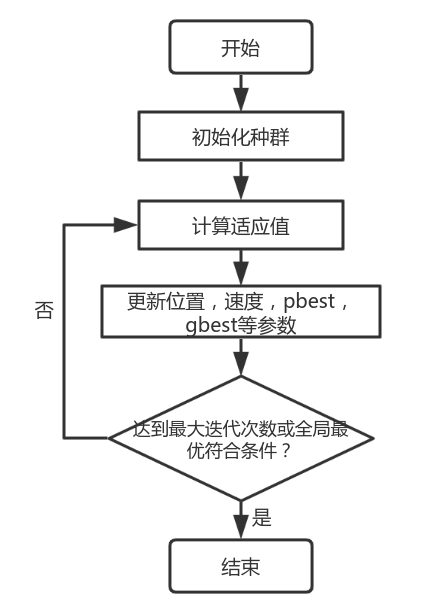 开始
初始化种群
计算适应值
更新位置，速度，pbest，
gbest等参数
否
达到最大迭代次数或全局最
优符合条件？
是
结束